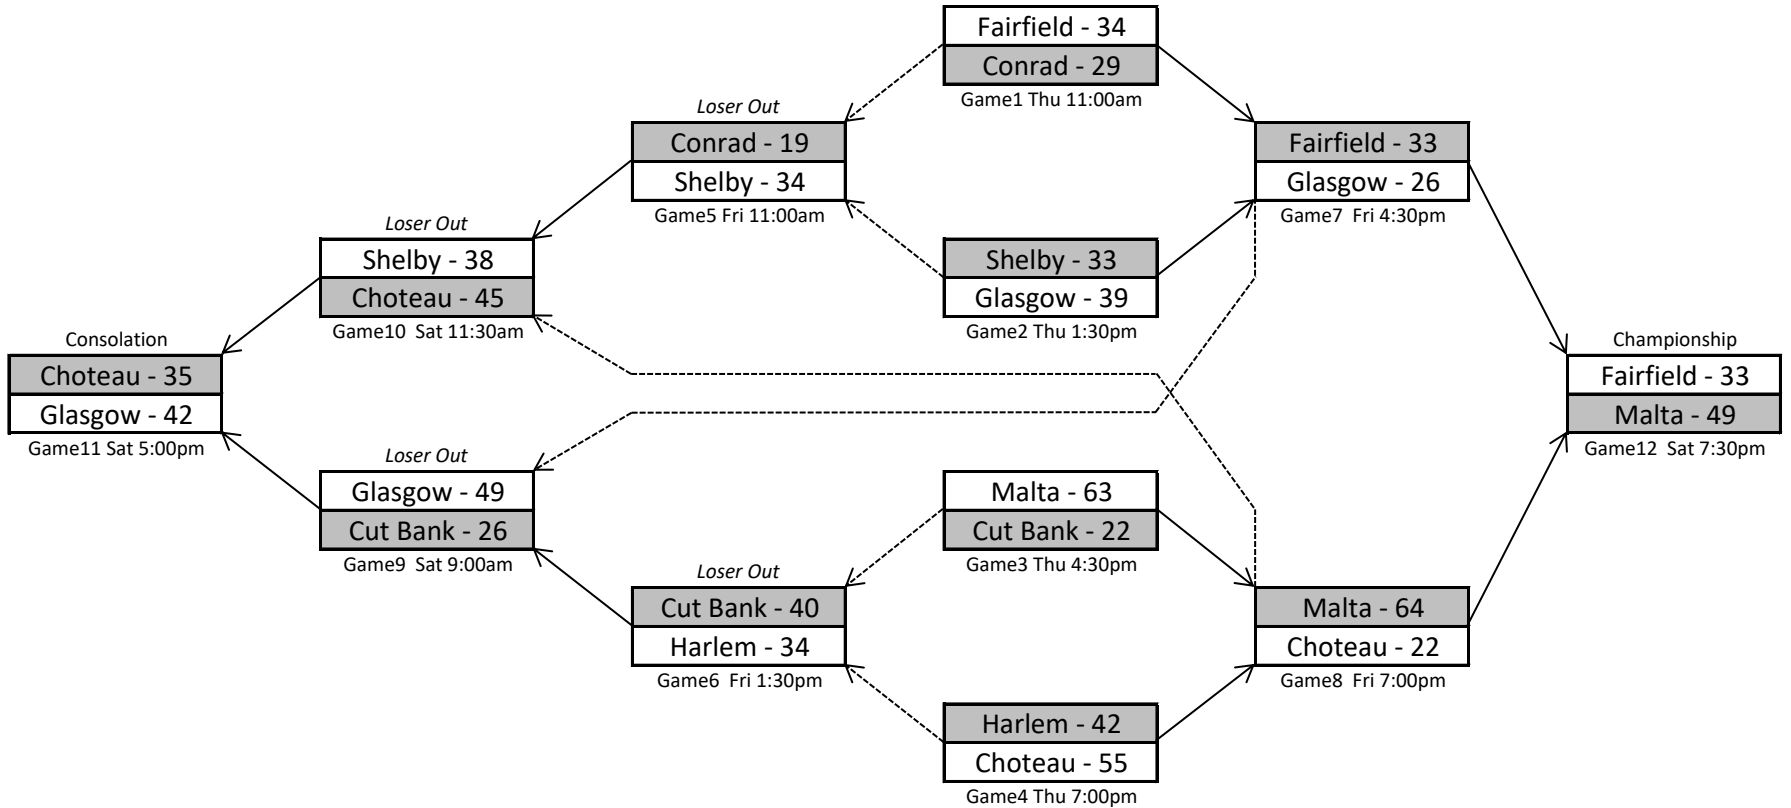 Fairfield - 34
Conrad - 29
Game1 Thu 11:00am
Loser Out
Conrad - 19
Shelby - 34
Game5 Fri 11:00am
Fairfield - 33
Glasgow - 26
Game7  Fri 4:30pm
Loser Out
Shelby - 38
Choteau - 45
Game10  Sat 11:30am
Shelby - 33
Glasgow - 39
Game2 Thu 1:30pm
Consolation
Choteau - 35
Glasgow - 42
Game11 Sat 5:00pm
Championship
Fairfield - 33
Malta - 49
Game12  Sat 7:30pm
Loser Out
Glasgow - 49
Cut Bank - 26
Game9  Sat 9:00am
Malta - 63
Cut Bank - 22
Game3 Thu 4:30pm
Loser Out
Cut Bank - 40
Harlem - 34
Game6  Fri 1:30pm
Malta - 64
Choteau - 22
Game8  Fri 7:00pm
Harlem - 42
Choteau - 55
Game4 Thu 7:00pm